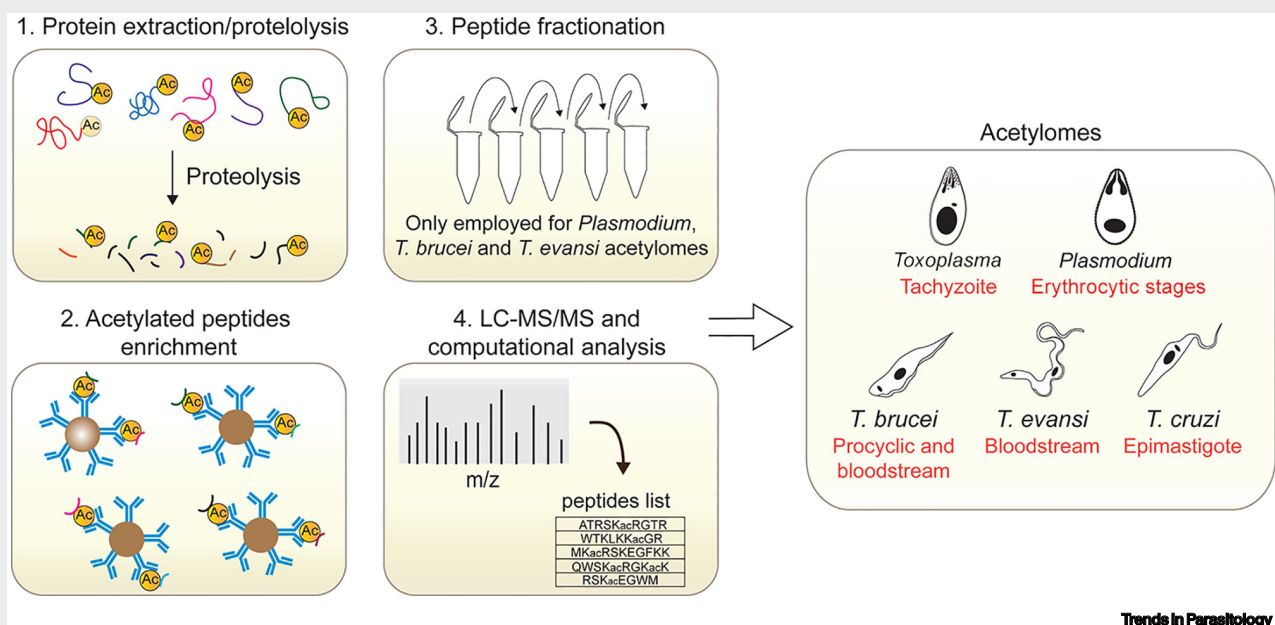 1. Protein extraction/protelolysis
Ac
Ac
Ac
Ac
Ac
Ac
Proteolysis
Ac
Ac
Ac
Ac
2. Acetylated peptides
enrichment
Ac
Ac
Ac
Ac
Ac
Ac
Ac
Ac
3. Peptide fractionation
Only employed for Plasmodium,
T. brucei and T. evansi acetylomes
4. LC-MS/MS and
computational analysis
m/z
peptides list
ATRSKacRGTR
WTKLKKacGR
MKacRSKEGFKK
QWSKacRGKacK
RSKacEGWM
Acetylomes
Toxoplasma
Tachyzoite
Plasmodium
Erythrocytic stages
T. brucei
Procyclic and
bloodstream
T. evansi
Bloodstream
T. cruzi
Epimastigote
Trends in Parasitology